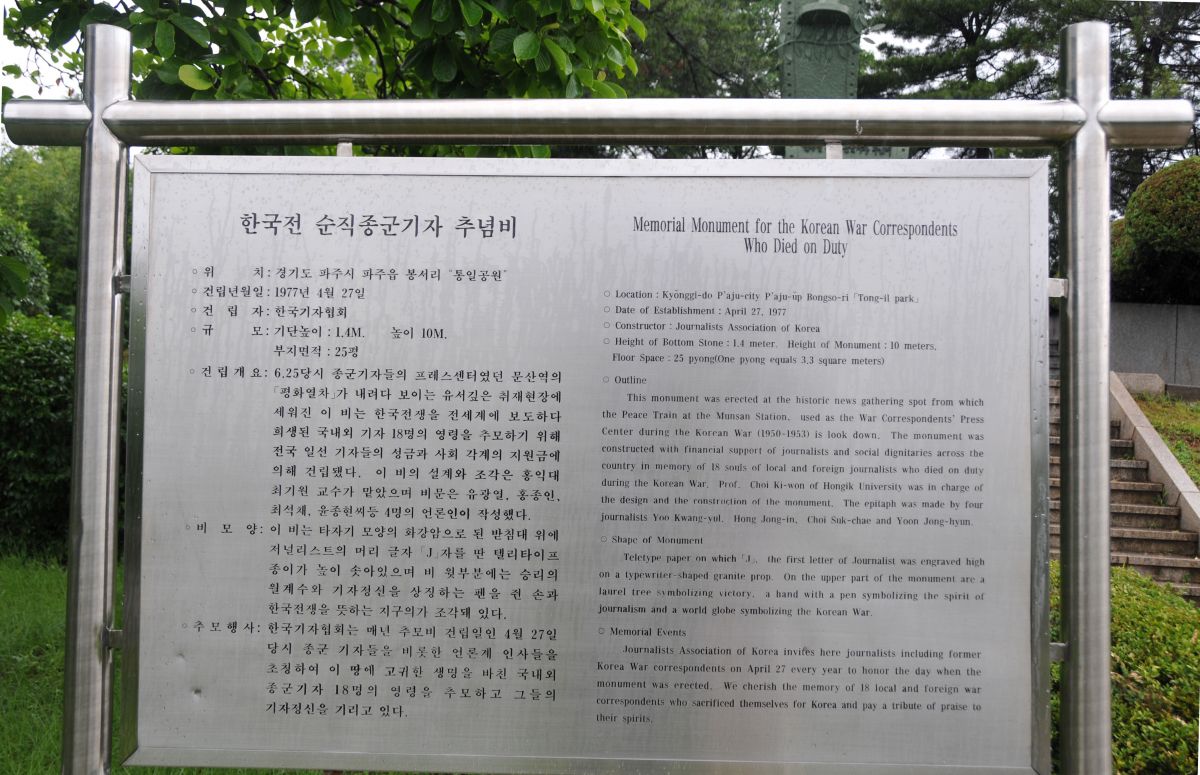 한국전 순직종군기자 추념비
○ 위 치 : 경기도 파주시 파주읍 봉서리 "통일공원"
○ 건립년월일 : 1977년 4월 27일
○ 건 립 자 : 한국기자협회
○ 규 모 : 기단높이 : 1.4M. 높이 10M.
부지면적 : 25평
○ 건 립 개 요 : 6.25당시 종군기자들의 프레스센터였던 문산역의
「평화열차」가 내려다 보이는 유서깊은 취재현장에
세워진 이 비는 한국전쟁을 전세계에 보도하다
희생된 국내외 기자 18명의 영령을 추모하기 위해
전국 일선 기자들의 성금과 사회 각계의 지원금에
의해 건립됐다. 이 비의 설계와 조각은 홍익대
최기원 교수가 맡았으며 비문은 유광열, 홍종인,
최석채, 윤종현씨등 4명의 언론인이 작성했다.
○ 비 모 양 : 이 비는 타자기 모양의 화강암으로 된 받침대 위에
저널리스트의 머리 글자 「J」자를 딴 텔리타이프
종이가 높이 솟아있으며 비 윗부분에는 승리의
월계수와 기자정신을 상징하는 펜을 쥔 손과
한국전쟁을 뜻하는 지구의가 조각돼 있다.
○ 추 모 행 사 : 한국기자협회는 매년 추모비 건립일인 4월 27일
당시 종군 기자들을 비롯한 언론계 인사들을
초청하여 이 땅에 고귀한 생명을 바친 국내외
종군기자 18명의 영령을 추모하고 그들의
기자정신을 기리고 있다.
Memorial Monument for the Korean War Correspondents
Who Died on Duty
○ Location : Kyŏnggi-do P'aju-city P'aju-ŭp Bongso-ri 「Tong-il park」
○ Date of Establishment : April 27, 1977
○ Constructor : Journalists Association of Korea
○ Height of Bottom Stone : 1.4 meter. Height of Monument : 10 meters.
Floor Space : 25 pyong(One pyong equals 3.3 square meters)
○ Outline
This monument was erected at the historic news gathering spot from which
the Peace Train at the Munsan Station, used as the War Correspondents' Press
Center during the Korean War (1950-1953) is look down. The monument was
constructed with financial support of journalists and social dignitaries across the
country in memory of 18 souls of local and foreign journalists who died on duty
during the Korean War. Prof. Choi Ki-won of Hongik University was in charge of
the design and the construction of the monument. The epitaph was made by four
journalists Yoo Kwang-yul, Hong Jong-in, Choi Suk-chae and Yoon Jong-hyun.
○ Shape of Monument
Teletype paper on which 「J」, the first letter of Journalist was engraved high
on a typewriter-shaped granite prop. On the upper part of the monument are a
laurel tree symbolizing victory, a hand with a pen symbolizing the spirit of
journalism and a world globe symbolizing the Korean War.
○ Memorial Events
Journalists Association of Korea invites here journalists including former
Korea War correspondents on April 27 every year to honor the day when the
monument was erected. We cherish the memory of 18 local and foreign war
correspondents who sacrificed themselves for Korea and pay a tribute of praise to
their spirits.